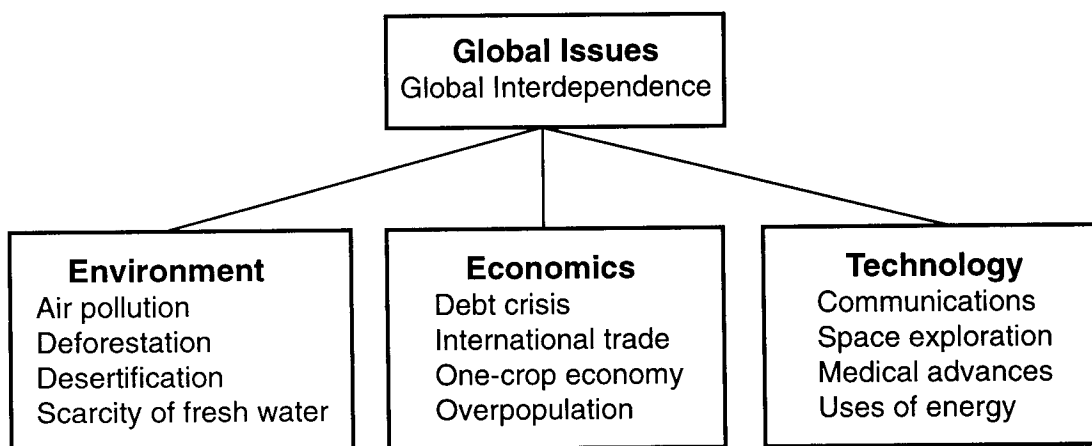 Global Issues
Global Interdependence
Environment
Air pollution
Deforestation
Desertification
Scarcity of fresh water
Economics
Debt crisis
International trade
One-crop economy
Overpopulation
Technology
Communications
Space exploration
Medical advances
Uses of energy